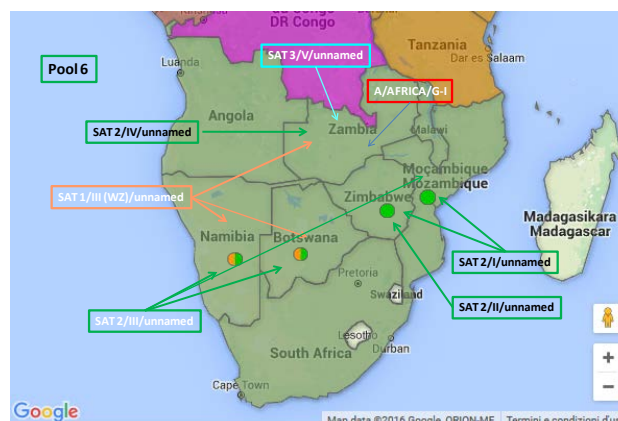 DR Congo
Tanzania
Dar es Salaam
Pool 6
Luanda
SAT 3/V/unnamed
A/AFRICA/G-I
Angola
SAT 2/IV/unnamed
Zambia
Malawi
SAT 1/III (WZ)/unnamed
Moçambique
Mozambique
Zimbabwe
Madagasikara
Madagascar
Namibia
Botswana
SAT 2/I/unnamed
Pretoria
Swaziland
SAT 2/II/unnamed
SAT 2/III/unnamed
Lesotho
South Africa
Durban
Cape Town
Google
Map data ©2016 Google, ORION-ME
Termini e condizioni d'us